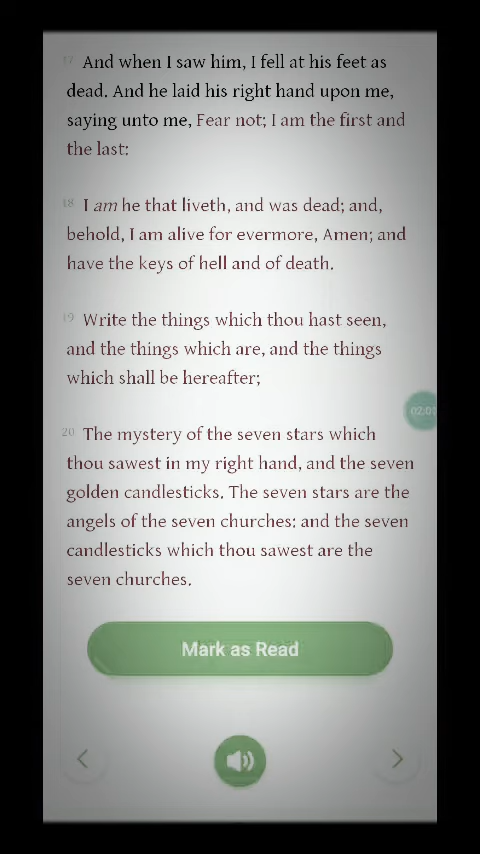 17 And when I saw him, I fell at his feet as
dead. And he laid his right hand upon me,
saying unto me, Fear not; I am the first and
the last:
18 I am he that liveth, and was dead; and,
behold, I am alive for evermore, Amen; and
have the keys of hell and of death.
19 Write the things which thou hast seen,
and the things which are, and the things
which shall be hereafter;
20 The mystery of the seven stars which
thou sawest in my right hand, and the seven
golden candlesticks. The seven stars are the
angels of the seven churches: and the seven
candlesticks which thou sawest are the
seven churches.
Mark as Read